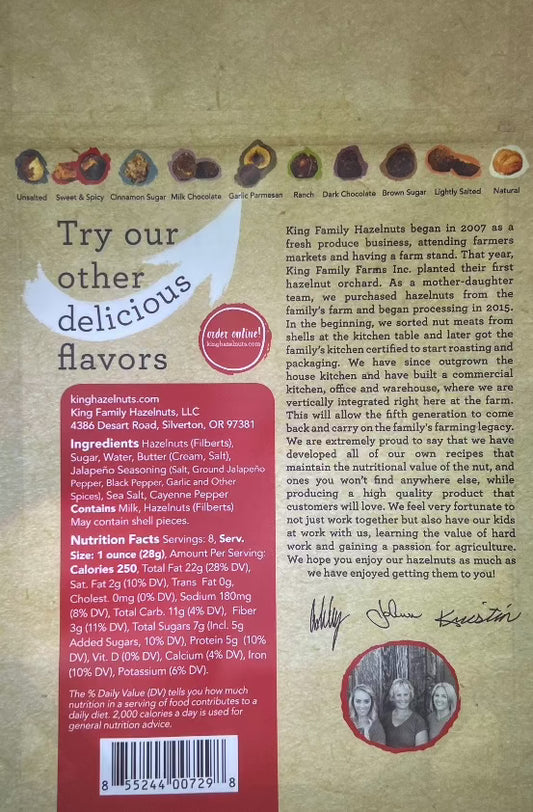 Unsalted Sweet & Spicy Cinnamon Sugar Milk Chocolate Garlic Parmesan Ranch Dark Chocolate Brown Sugar Lightly Salted Natural
Try our
other
delicious
flavors
order online!
kinghazelnuts.com
kinghazelnuts.com
King Family Hazelnuts, LLC
4386 Desart Road, Silverton, OR 97381
Ingredients Hazelnuts (Filberts),
Sugar, Water, Butter (Cream, Salt),
Jalapeño Seasoning (Salt, Ground Jalapeño
Pepper, Black Pepper, Garlic and Other
Spices), Sea Salt, Cayenne Pepper
Contains Milk, Hazelnuts (Filberts)
May contain shell pieces.
Nutrition Facts Servings: 8, Serv.
Size: 1 ounce (28g), Amount Per Serving:
Calories 250, Total Fat 22g (28% DV),
Sat. Fat 2g (10% DV), Trans Fat 0g,
Cholest. 0mg (0% DV), Sodium 180mg
(8% DV), Total Carb. 11g (4% DV), Fiber
3g (11% DV), Total Sugars 7g (Incl. 5g
Added Sugars, 10% DV), Protein 5g (10%
DV), Vit. D (0% DV), Calcium (4% DV), Iron
(10% DV), Potassium (6% DV).
The % Daily Value (DV) tells you how much
nutrition in a serving of food contributes to a
daily diet. 2,000 calories a day is used for
general nutrition advice.
8 55244 00729 8
King Family Hazelnuts began in 2007 as a
fresh produce business, attending farmers
markets and having a farm stand. That year,
King Family Farms Inc. planted their first
hazelnut orchard. As a mother-daughter
team, we purchased hazelnuts from the
family's farm and began processing in 2015.
In the beginning, we sorted nut meats from
shells at the kitchen table and later got the
family's kitchen certified to start roasting and
packaging. We have since outgrown the
house kitchen and have built a commercial
kitchen, office and warehouse, where we are
vertically integrated right here at the farm.
This will allow the fifth generation to come
back and carry on the family's farming legacy.
We are extremely proud to say that we have
developed all of our own recipes that
maintain the nutritional value of the nut, and
ones you won't find anywhere else, while
producing a high quality product that
customers will love. We feel very fortunate to
not just work together but also have our kids
at work with us, learning the value of hard
work and gaining a passion for agriculture.
We hope you enjoy our hazelnuts as much as
we have enjoyed getting them to you!
Kristin